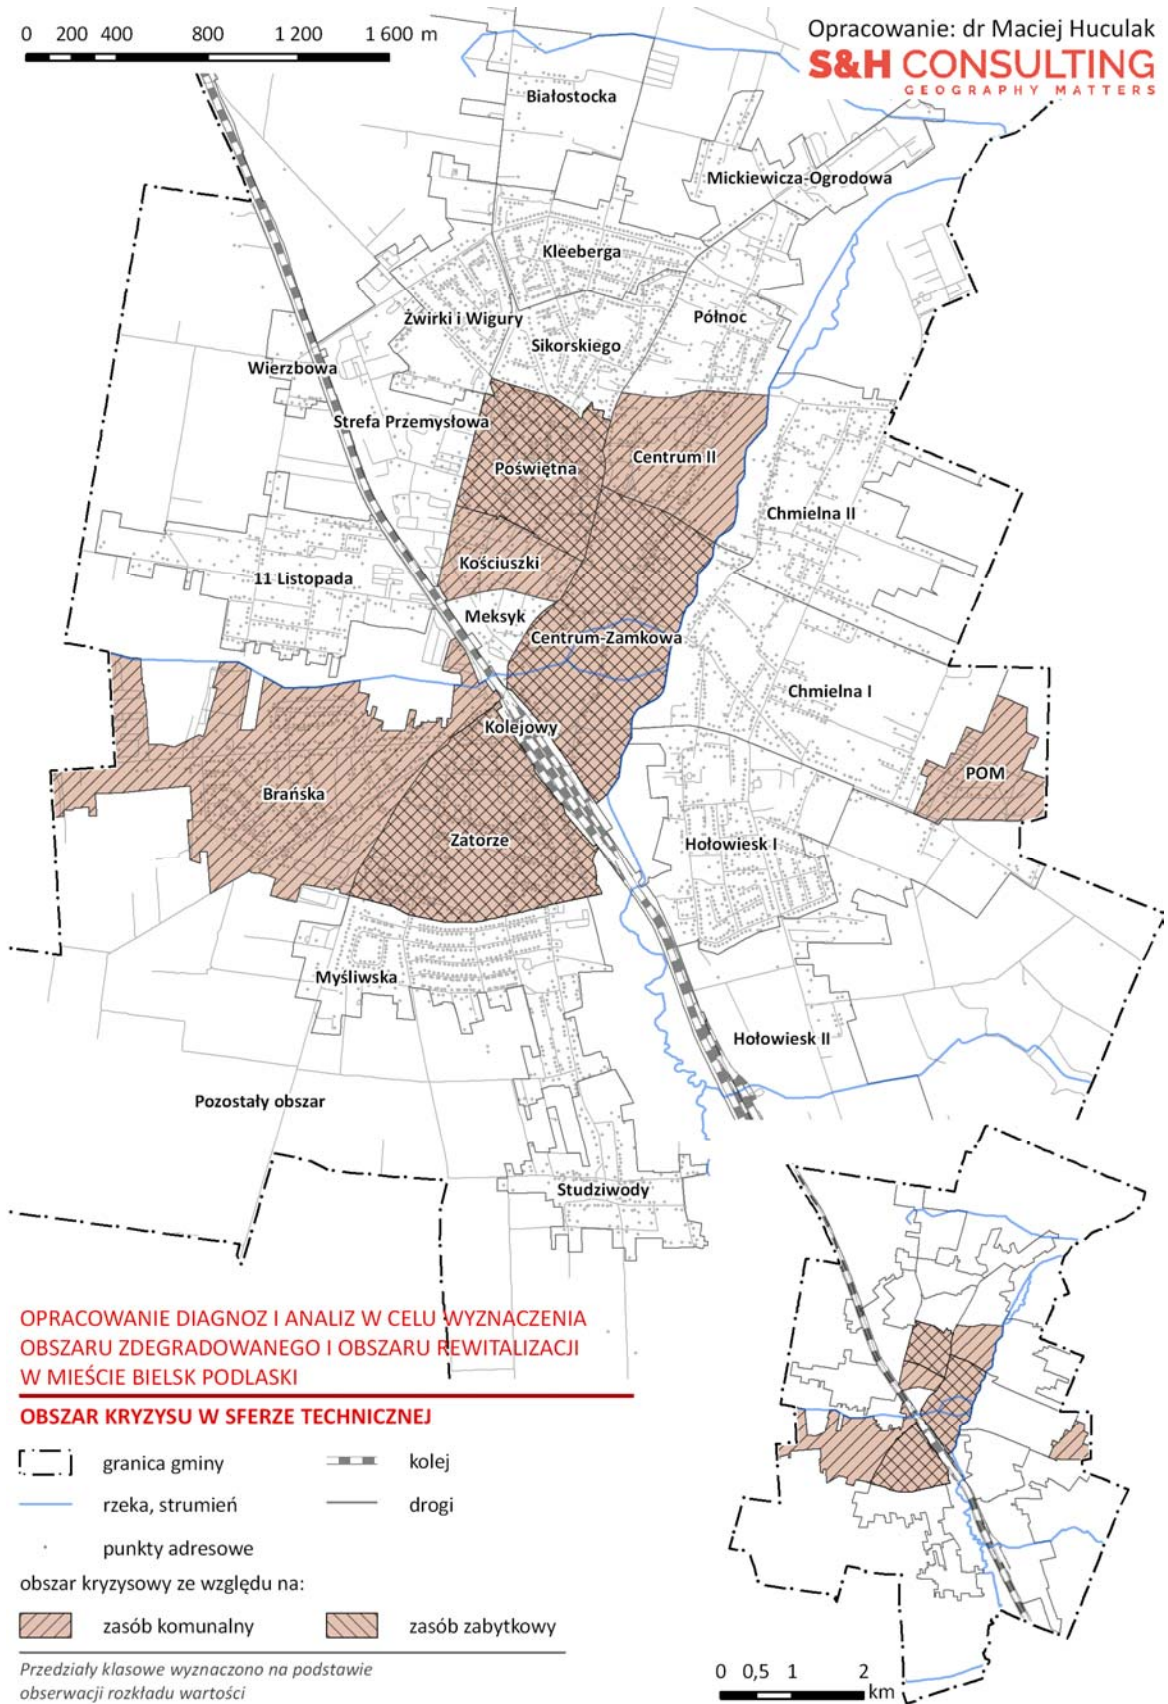 0 200 400 800 1 200 1 600 m
Opracowanie: dr Maciej Huculak
S&H CONSULTING
GEOGRAPHY MATTERS
Białostocka
Mickiewicza-Ogrodowa
Kleeberga
Żwirki i Wigury
Północ
Sikorskiego
Wierzbowa
Strefa Przemysłowa
Poświętna
Centrum II
Chmielna II
Kościuszki
11 Listopada
Meksyk
Centrum-Zamkowa
Chmielna I
Kolejowy
POM
Brańska
Zatorze
Hołowiesk I
Myśliwska
Hołowiesk II
Pozostały obszar
Studziwody
OPRACOWANIE DIAGNOZ I ANALIZ W CELU WYZNACZENIA
OBSZARU ZDEGRADOWANEGO I OBSZARU REWITALIZACJI
W MIEŚCIE BIELSK PODLASKI
OBSZAR KRYZYSU W SFERZE TECHNICZNEJ
granica gminy
kolej
rzeka, strumień
drogi
punkty adresowe
obszar kryzysowy ze względu na:
zasób komunalny
zasób zabytkowy
Przedziały klasowe wyznaczono na podstawie
obserwacji rozkładu wartości
0 0,5 1 2
km